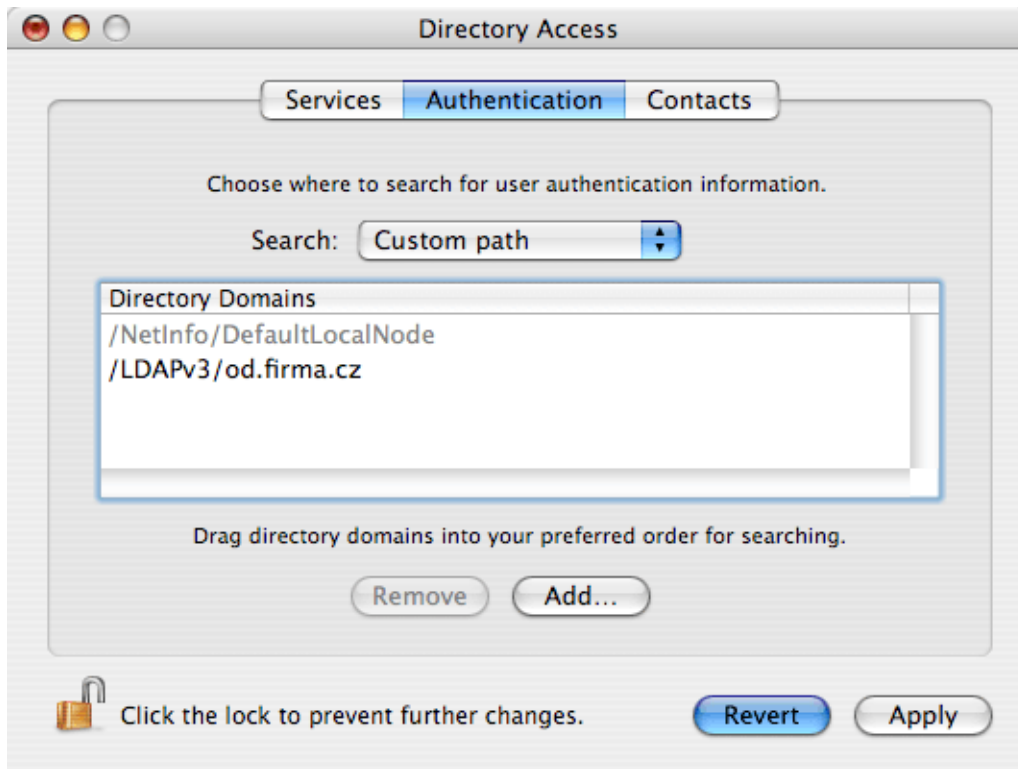 Directory Access
Services Authentication Contacts
Choose where to search for user authentication information.
Search: Custom path
Directory Domains
/NetInfo/DefaultLocalNode
/LDAPv3/od.firma.cz
Drag directory domains into your preferred order for searching.
Remove Add...
Click the lock to prevent further changes. Revert Apply